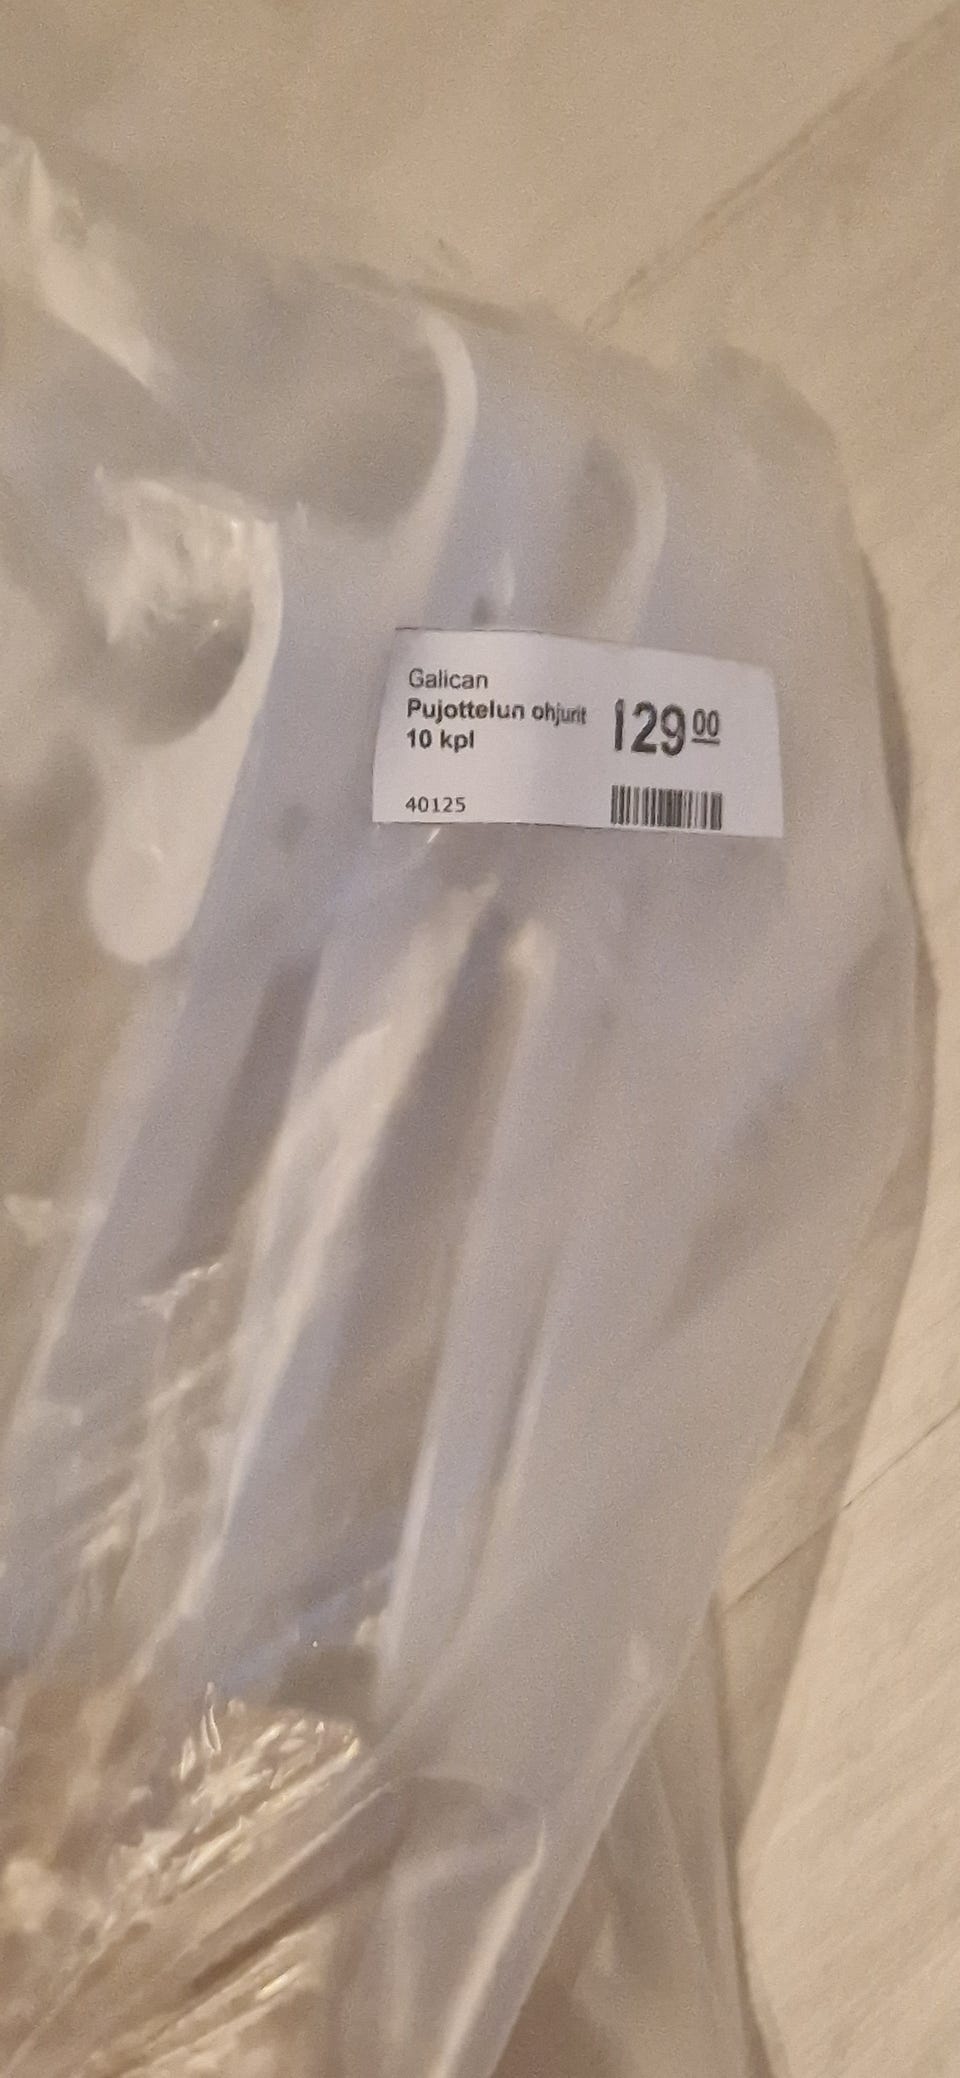 Galican
Pujottelun ohjurit
10 kpl
129 00
40125